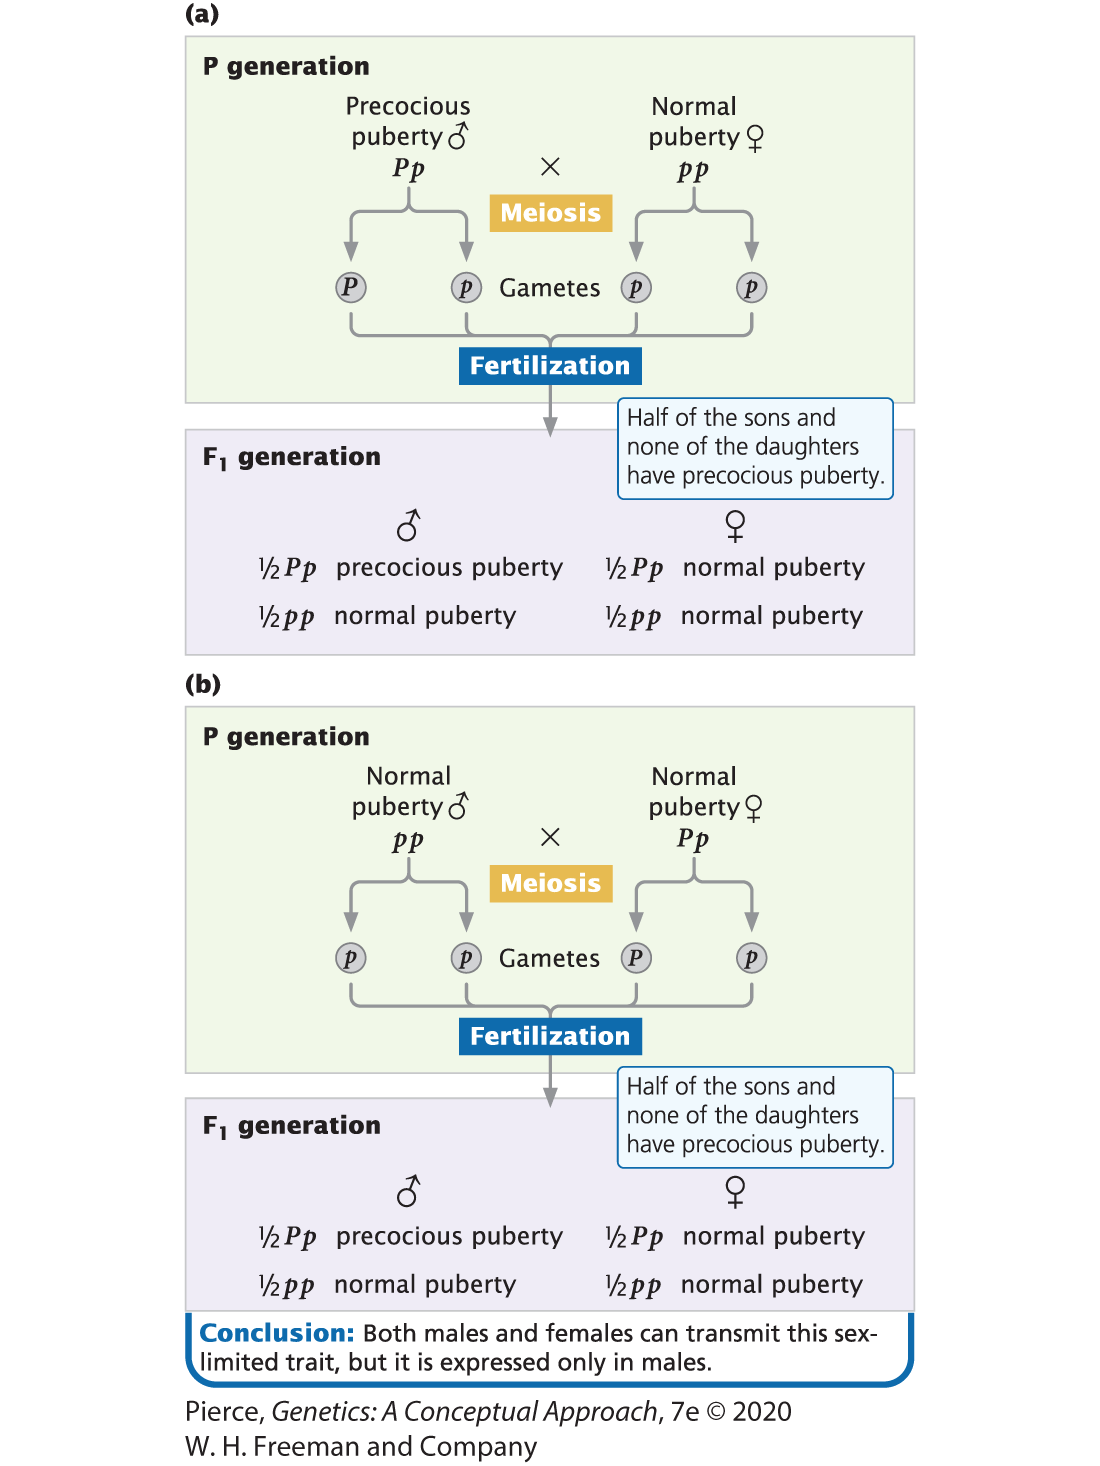 (a)
P generation
Precocious
puberty ♂
Pp
×
Normal
puberty ♀
pp
Meiosis
P
p
Gametes
p
p
Fertilization
Half of the sons and
none of the daughters
have precocious puberty.
F₁ generation
♂ ♀
½ Pp precocious puberty ½ Pp normal puberty
½ pp normal puberty ½ pp normal puberty
(b)
P generation
Normal
puberty ♂
pp
×
Normal
puberty ♀
Pp
Meiosis
p
p
Gametes
P
p
Fertilization
Half of the sons and
none of the daughters
have precocious puberty.
F₁ generation
♂ ♀
½ Pp precocious puberty ½ Pp normal puberty
½ pp normal puberty ½ pp normal puberty
Conclusion: Both males and females can transmit this sex-
limited trait, but it is expressed only in males.
Pierce, Genetics: A Conceptual Approach, 7e © 2020
W. H. Freeman and Company